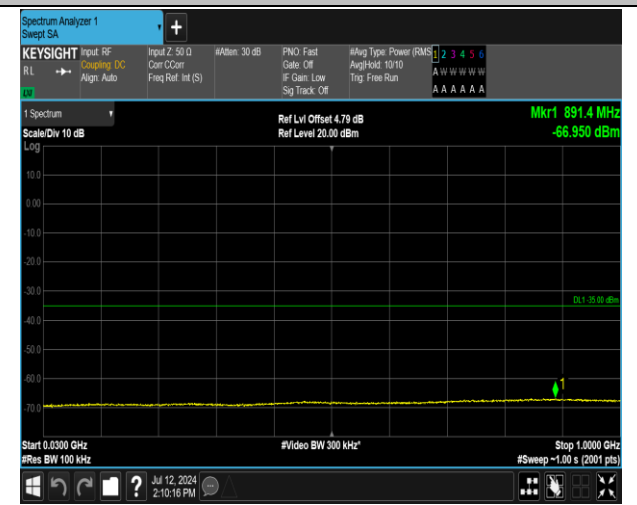 Spectrum Analyzer 1
Swept SA
+
KEYSIGHT Input: RF Input Z: 50 Ω #Atten: 30 dB PNO: Fast #Avg Type: Power (RMS 1 2 3 4 5 6
RL Coupling: DC Corr CCorr Gate: Off Avg|Hold: 10/10 A W W W W W
Align: Auto Freq Ref: Int (S) IF Gain: Low Trig: Free Run
Sig Track: Off A A A A A A
1 Spectrum Ref Lvl Offset 4.79 dB Mkr1 891.4 MHz
Scale/Div 10 dB Ref Level 20.00 dBm -66.950 dBm
Log
10.0
0.00
-10.0
-20.0
-30.0
DL1 -35.00 dBm
-40.0
-50.0
-60.0
1
-70.0
Start 0.0300 GHz #Video BW 300 kHz* Stop 1.0000 GHz
#Res BW 100 kHz #Sweep ~1.00 s (2001 pts)
? Jul 12, 2024
2:10:16 PM